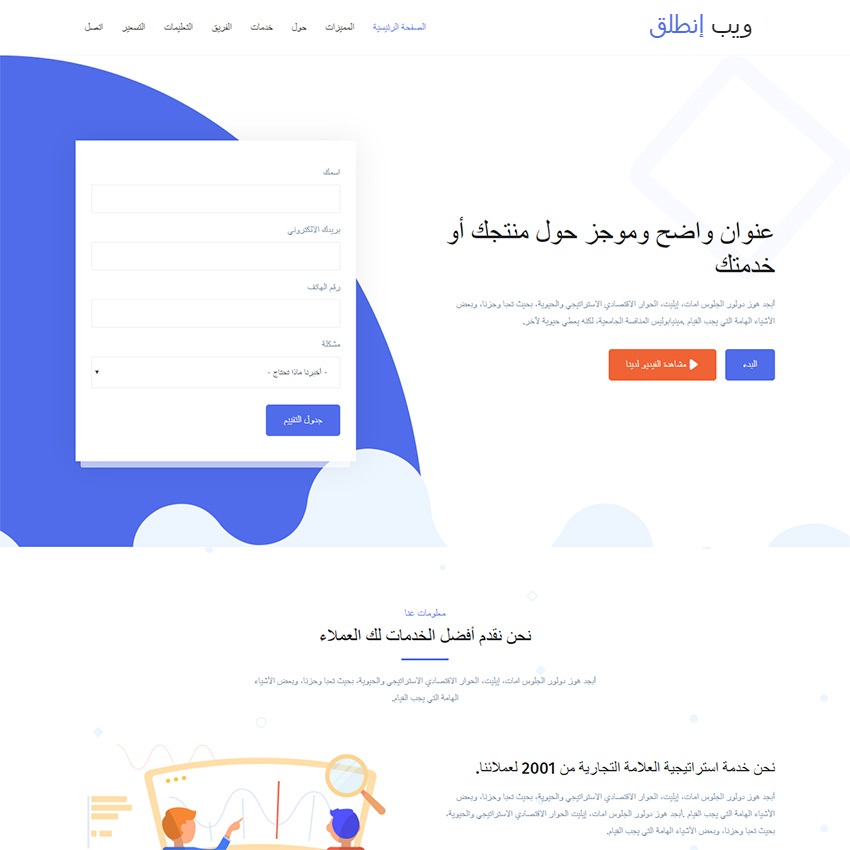 ويب إنطلق
الصفحة الرئيسية المميزات حول خدمات الفريق التعليمات التسعير اتصل
عنوان واضح وموجز حول منتجك أو
خدمتك
أبجد هوز دولور الجلوس امات، إيليت، الحوار الاقتصادي الاستراتيجي والحيوية، بحيث تعبا وحزنا، وبعض
الأشياء الهامة التي يجب القيام .مينيابوليس المنافسة الجامعية، لكنه يعطي حيوية لآخر.
البدء
مشاهدة الفيديو لدينا
اسمك
بريدك الالكتروني
رقم الهاتف
مشكلة
- أخبرنا ماذا تحتاج -
جدول التقييم
معلومات عنا
نحن نقدم أفضل الخدمات لك العملاء
أبجد هوز دولور الجلوس امات، إيليت، الحوار الاقتصادي الاستراتيجي والحيوية، بحيث تعبا وحزنا، وبعض الأشياء
الهامة التي يجب القيام.
نحن خدمة استراتيجية العلامة التجارية من 2001 لعملائنا.
أبجد هوز دولور الجلوس امات، إيليت، الحوار الاقتصادي الاستراتيجي والحيوية، بحيث تعبا وحزنا، وبعض
الأشياء الهامة التي يجب القيام .أبجد هوز دولور الجلوس امات، إيليت، الحوار الاقتصادي الاستراتيجي والحيوية،
بحيث تعبا وحزنا، وبعض الأشياء الهامة التي يجب القيام.